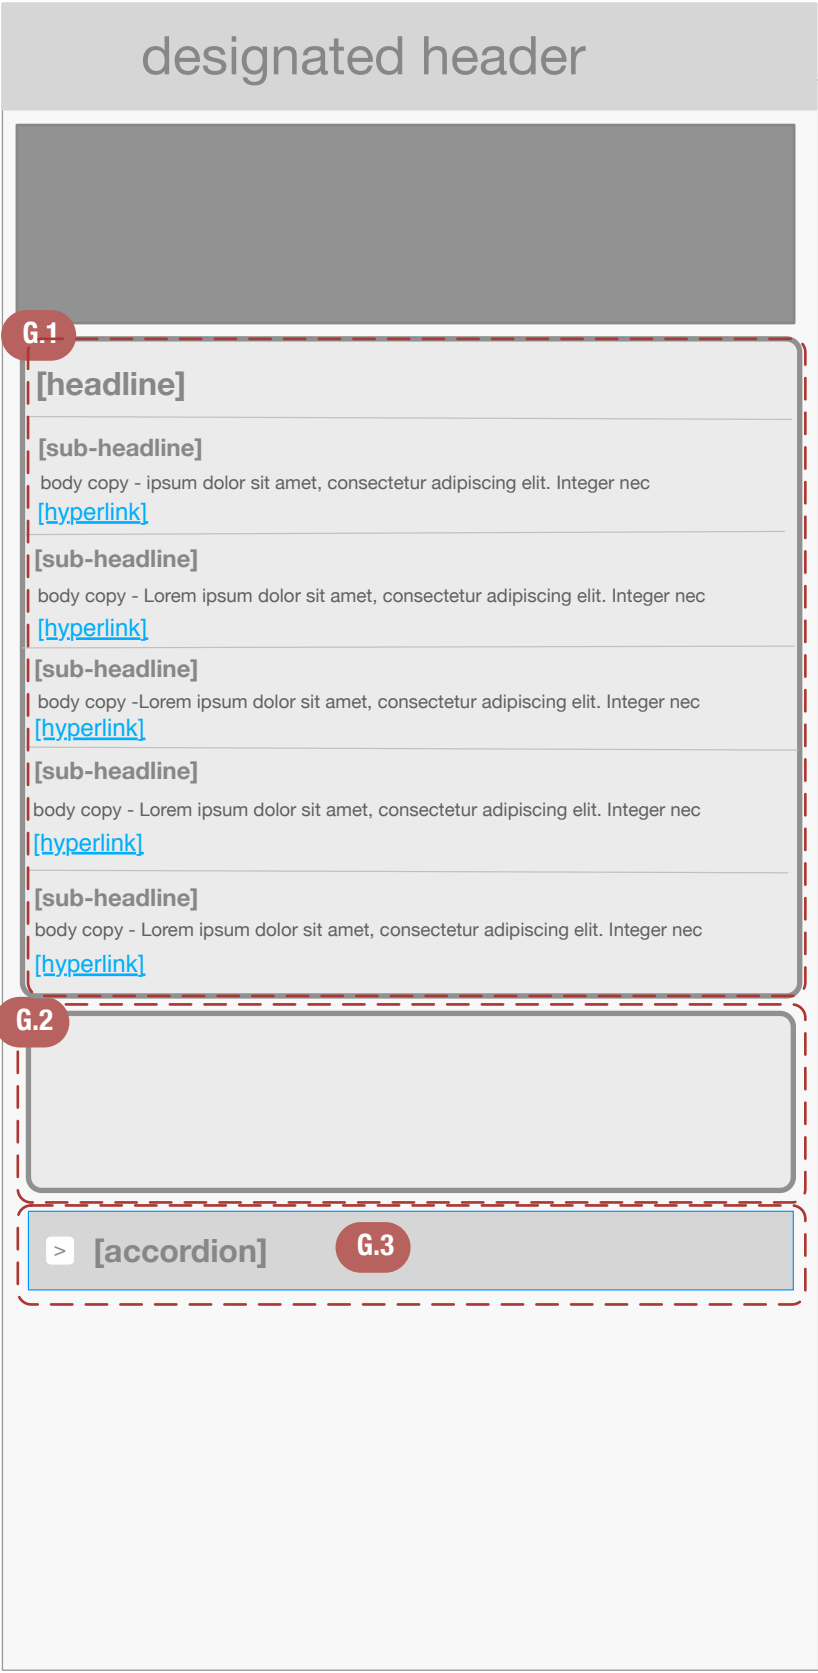 designated header
G.1
[headline]
[sub-headline]
body copy - ipsum dolor sit amet, consectetur adipiscing elit. Integer nec
[hyperlink]
[sub-headline]
body copy - Lorem ipsum dolor sit amet, consectetur adipiscing elit. Integer nec
[hyperlink]
[sub-headline]
body copy -Lorem ipsum dolor sit amet, consectetur adipiscing elit. Integer nec
[hyperlink]
[sub-headline]
body copy - Lorem ipsum dolor sit amet, consectetur adipiscing elit. Integer nec
[hyperlink]
[sub-headline]
body copy - Lorem ipsum dolor sit amet, consectetur adipiscing elit. Integer nec
[hyperlink]
G.2
> [accordion] G.3